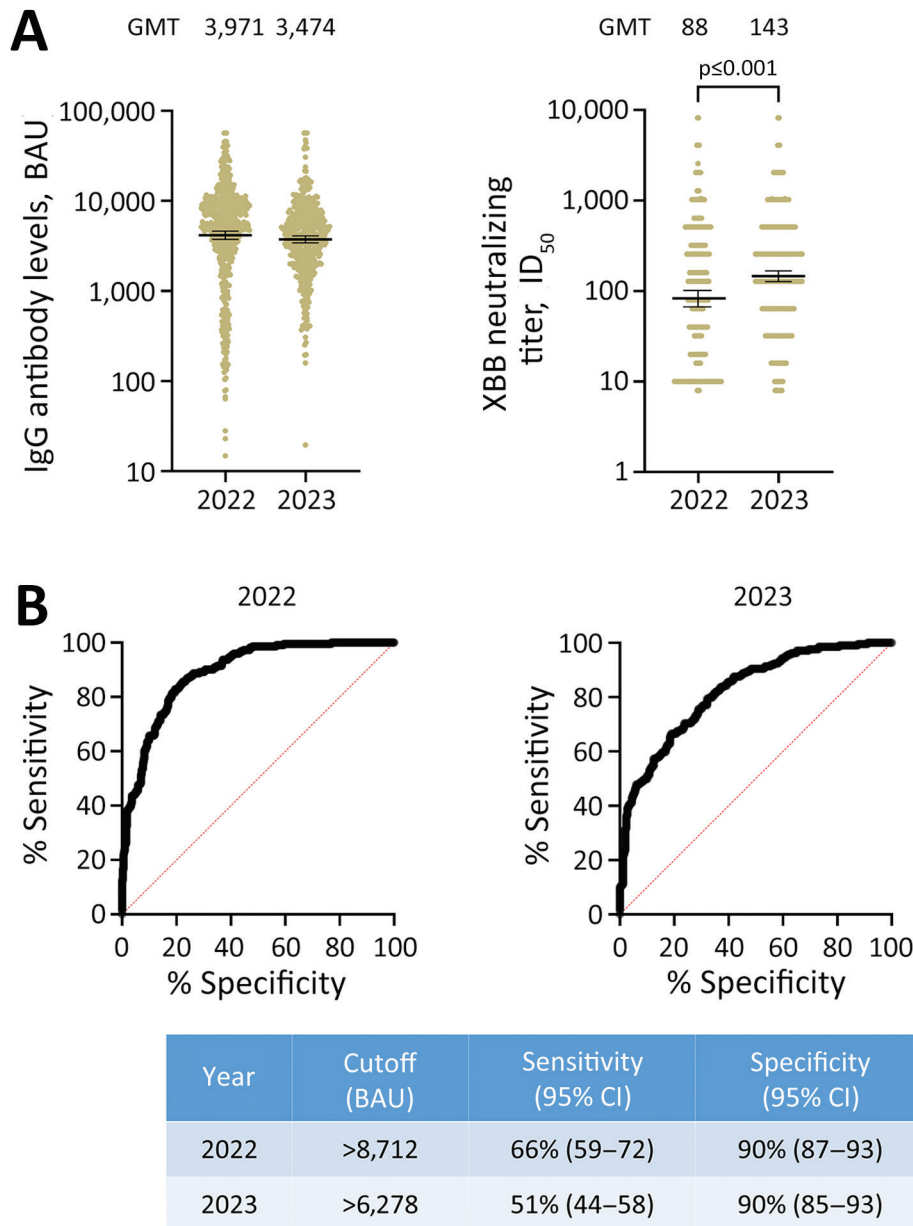 A
GMT 3,971 3,474
IgG antibody levels, BAU
100,000
10,000
1,000
100
10
2022 2023
GMT 88 143
p≤0.001
XBB neutralizing
titer, ID50
10,000
1,000
100
10
1
2022 2023
B
2022
% Sensitivity
100
80
60
40
20
0
0 20 40 60 80 100
% Specificity
2023
% Sensitivity
100
80
60
40
20
0
0 20 40 60 80 100
% Specificity
Year Cutoff (BAU) Sensitivity (95% CI) Specificity (95% CI)
2022 >8,712 66% (59–72) 90% (87–93)
2023 >6,278 51% (44–58) 90% (85–93)